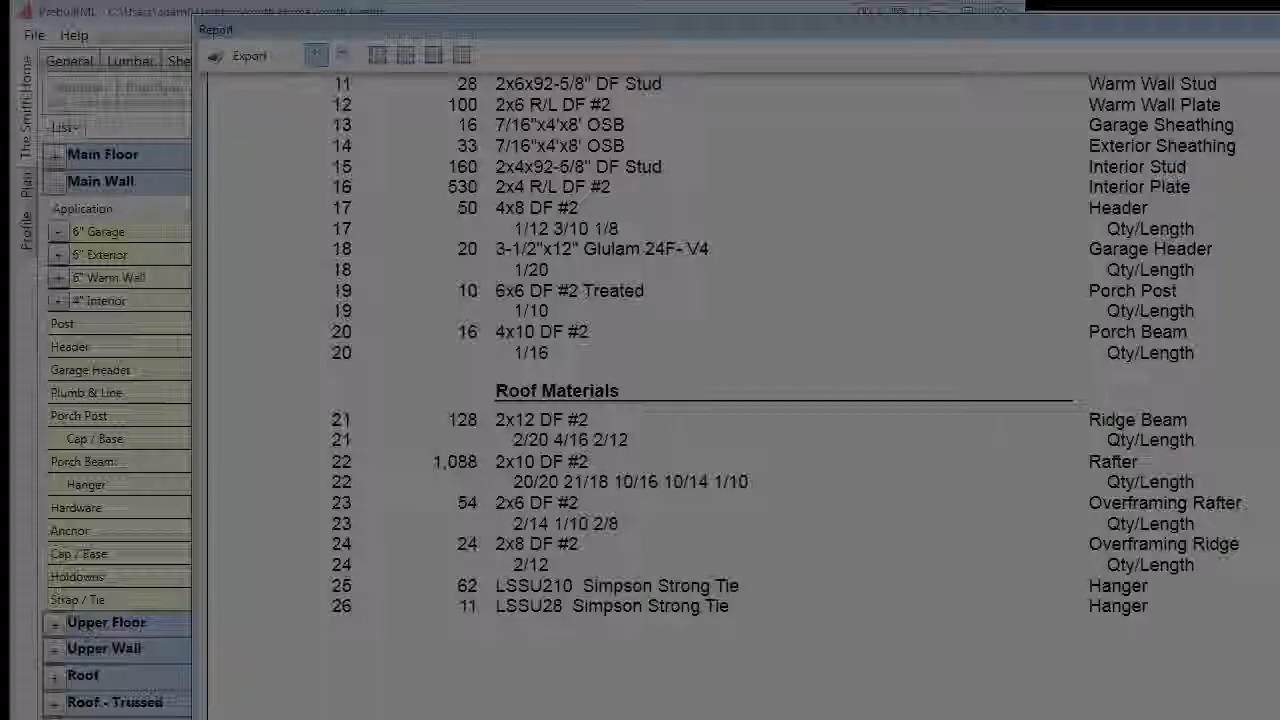 PrebuiltML
File Help
Report
General Lumber She
Export
List
The Smith Home
Plan
Profile
Main Floor
Main Wall
Application
6" Garage
6" Exterior
6" Warm Wall
4" Interior
Post
Header
Garage Header
Plumb & Line
Porch Post
Cap / Base
Porch Beam
Hanger
Hardware
Anchor
Cap / Base
Holdowns
Strap / Tie
Upper Floor
Upper Wall
Roof
Roof - Trussed
11 28 2x6x92-5/8" DF Stud Warm Wall Stud
12 100 2x6 R/L DF #2 Warm Wall Plate
13 16 7/16"x4'x8' OSB Garage Sheathing
14 33 7/16"x4'x8' OSB Exterior Sheathing
15 160 2x4x92-5/8" DF Stud Interior Stud
16 530 2x4 R/L DF #2 Interior Plate
17 50 4x8 DF #2 Header
17 1/12 3/10 1/8 Qty/Length
18 20 3-1/2"x12" Glulam 24F- V4 Garage Header
18 1/20 Qty/Length
19 10 6x6 DF #2 Treated Porch Post
19 1/10 Qty/Length
20 16 4x10 DF #2 Porch Beam
20 1/16 Qty/Length
Roof Materials
21 128 2x12 DF #2 Ridge Beam
21 2/20 4/16 2/12 Qty/Length
22 1,088 2x10 DF #2 Rafter
22 20/20 21/18 10/16 10/14 1/10 Qty/Length
23 54 2x6 DF #2 Overframing Rafter
23 2/14 1/10 2/8 Qty/Length
24 24 2x8 DF #2 Overframing Ridge
24 2/12 Qty/Length
25 62 LSSU210 Simpson Strong Tie Hanger
26 11 LSSU28 Simpson Strong Tie Hanger